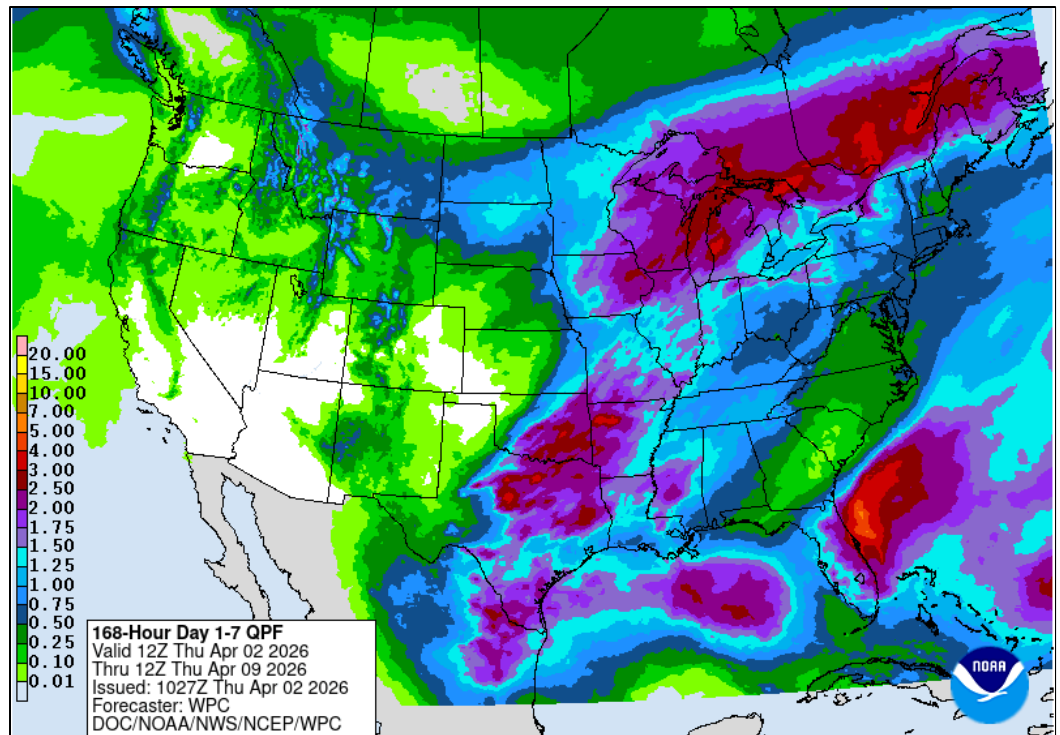 20.00
15.00
10.00
7.00
5.00
4.00
3.00
2.50
2.00
1.75
1.50
1.25
1.00
0.75
0.50
0.25
0.10
0.01
168-Hour Day 1-7 QPF
Valid 12Z Thu Apr 02 2026
Thru 12Z Thu Apr 09 2026
Issued: 1027Z Thu Apr 02 2026
Forecaster: WPC
DOC/NOAA/NWS/NCEP/WPC
NOAA